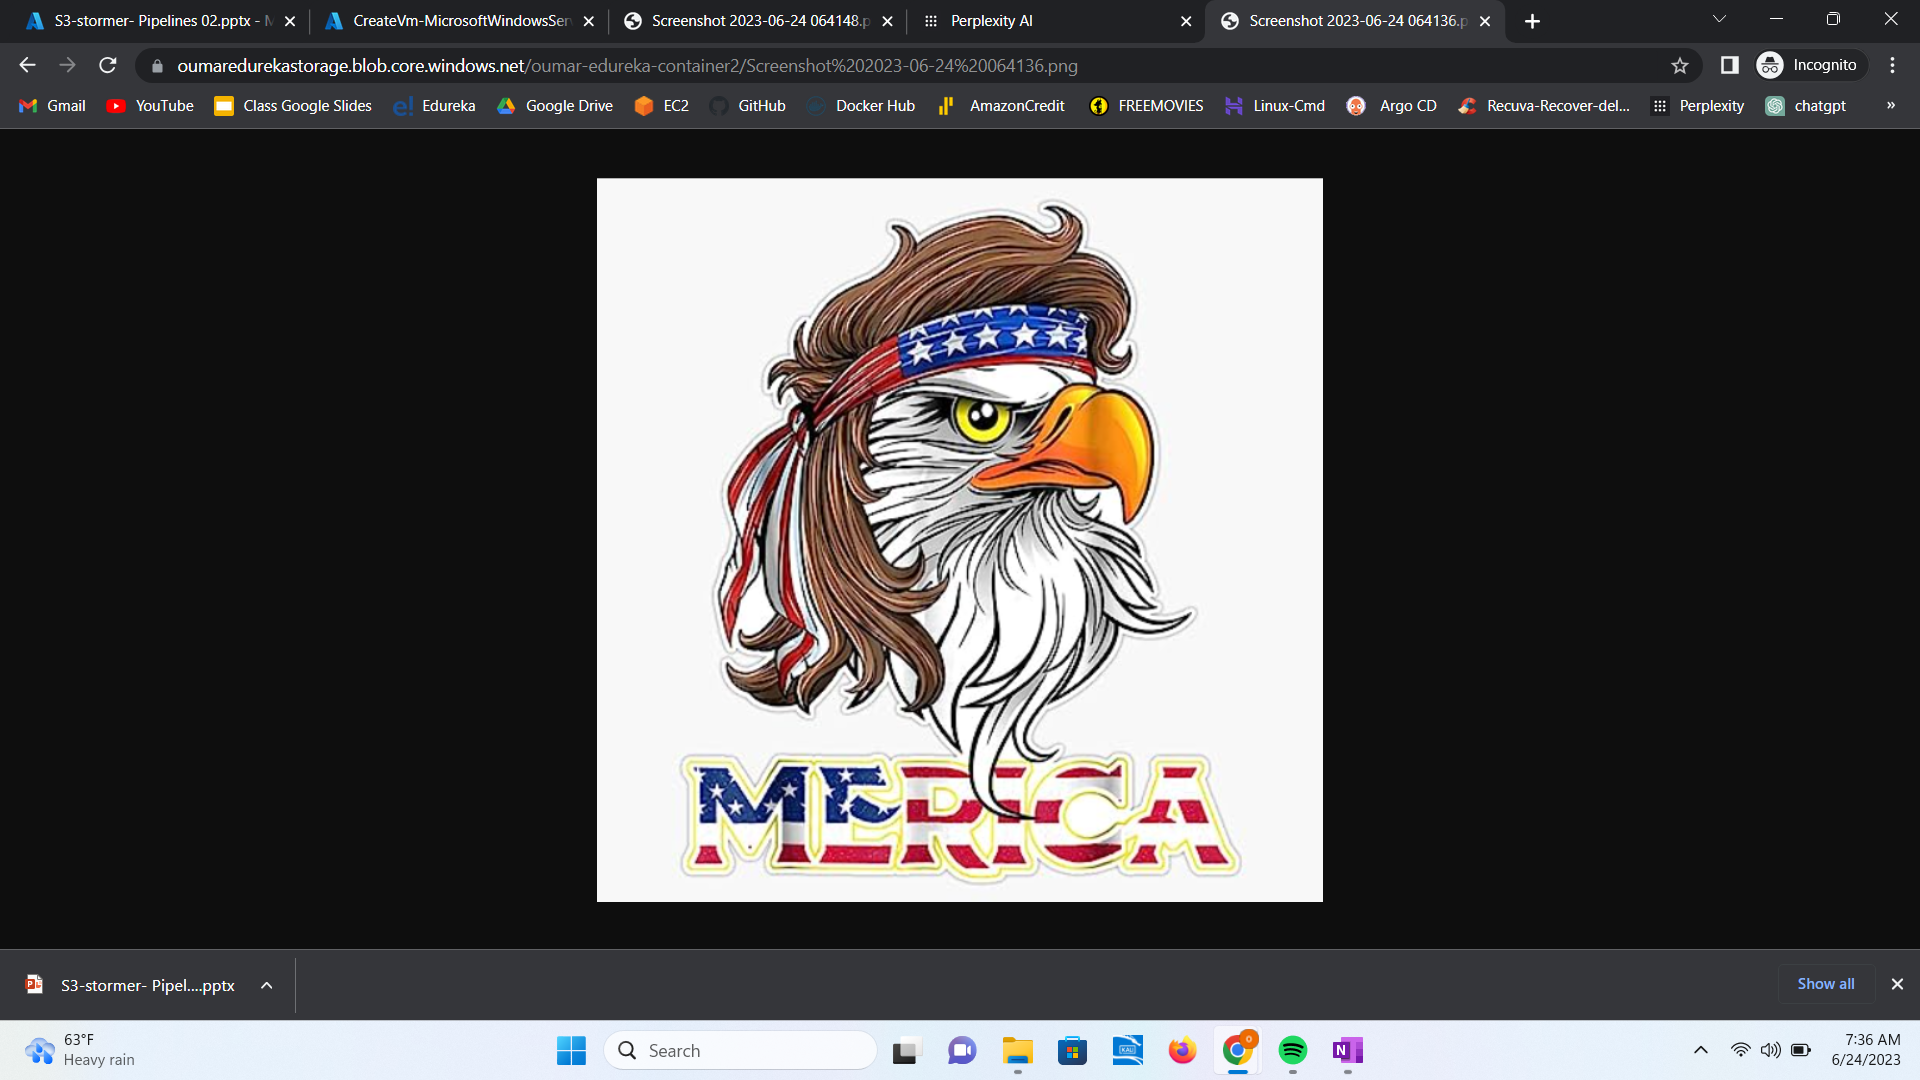 S3-stormer- Pipelines 02.pptx - M
CreateVm-MicrosoftWindowsSer
Screenshot 2023-06-24 064148.p
Perplexity AI
Screenshot 2023-06-24 064136.p
oumaredurekastorage.blob.core.windows.net/oumar-edureka-container2/Screenshot%202023-06-24%20064136.png
Incognito
Gmail
YouTube
Class Google Slides
Edureka
Google Drive
EC2
GitHub
Docker Hub
AmazonCredit
FREEMOVIES
Linux-Cmd
Argo CD
Recuva-Recover-del...
Perplexity
chatgpt
MERICA
S3-stormer- Pipel....pptx
Show all
63°F
Heavy rain
Search
7:36 AM
6/24/2023